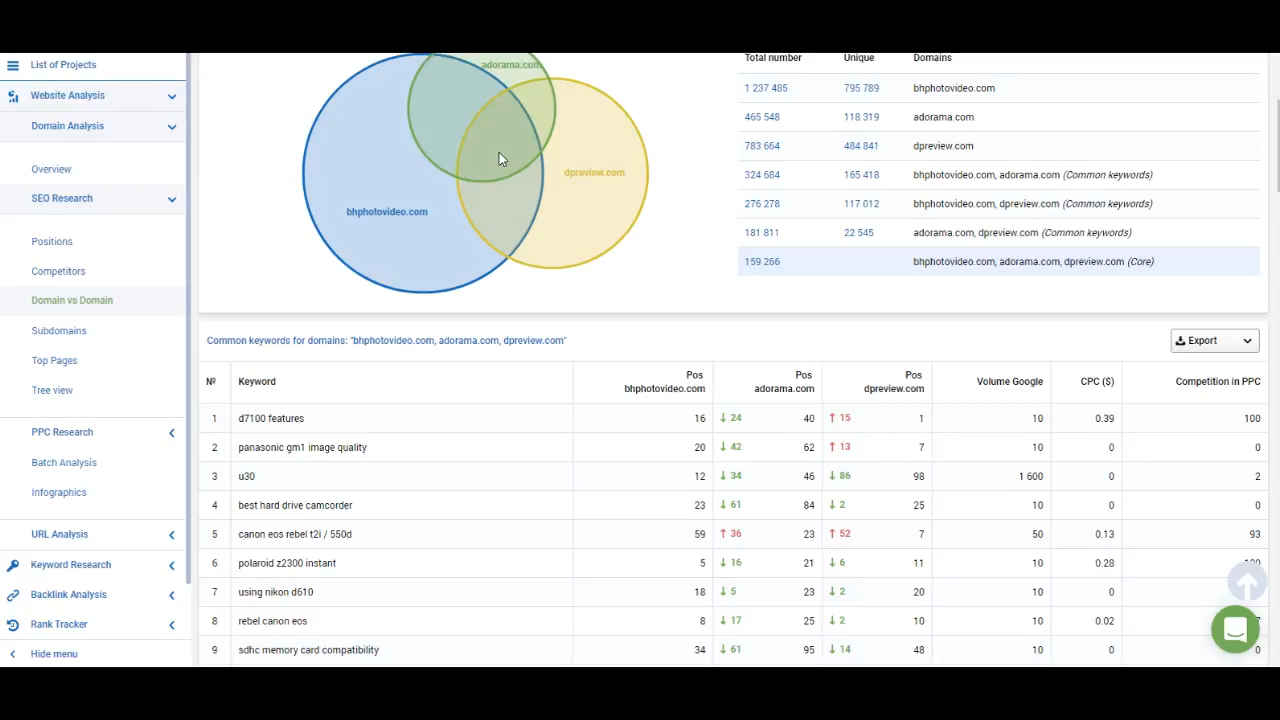 List of Projects
Website Analysis
Domain Analysis
Overview
SEO Research
Positions
Competitors
Domain vs Domain
Subdomains
Top Pages
Tree view
PPC Research
Batch Analysis
Infographics
URL Analysis
Keyword Research
Backlink Analysis
Rank Tracker
Hide menu
adorama.com
dpreview.com
bhphotovideo.com
Total number Unique Domains
1 237 485 795 789 bhphotovideo.com
465 548 118 319 adorama.com
783 664 484 841 dpreview.com
324 684 165 418 bhphotovideo.com, adorama.com (Common keywords)
276 278 117 012 bhphotovideo.com, dpreview.com (Common keywords)
181 811 22 545 adorama.com, dpreview.com (Common keywords)
159 266 bhphotovideo.com, adorama.com, dpreview.com (Core)
Common keywords for domains: "bhphotovideo.com, adorama.com, dpreview.com"
Export
№ Keyword Pos bhphotovideo.com Pos adorama.com Pos dpreview.com Volume Google CPC ($) Competition in PPC
1 d7100 features 16 ↓ 24 40 ↑ 15 1 10 0.39 100
2 panasonic gm1 image quality 20 ↓ 42 62 ↑ 13 7 10 0 0
3 u30 12 ↓ 34 46 ↓ 86 98 1 600 0 2
4 best hard drive camcorder 23 ↓ 61 84 ↓ 2 25 10 0 0
5 canon eos rebel t2i / 550d 59 ↑ 36 23 ↑ 52 7 50 0.13 93
6 polaroid z2300 instant 5 ↓ 16 21 ↓ 6 11 10 0.28
7 using nikon d610 18 ↓ 5 23 ↓ 2 20 10 0
8 rebel canon eos 8 ↓ 17 25 ↓ 2 10 10 0.02
9 sdhc memory card compatibility 34 ↓ 61 95 ↓ 14 48 10 0 0